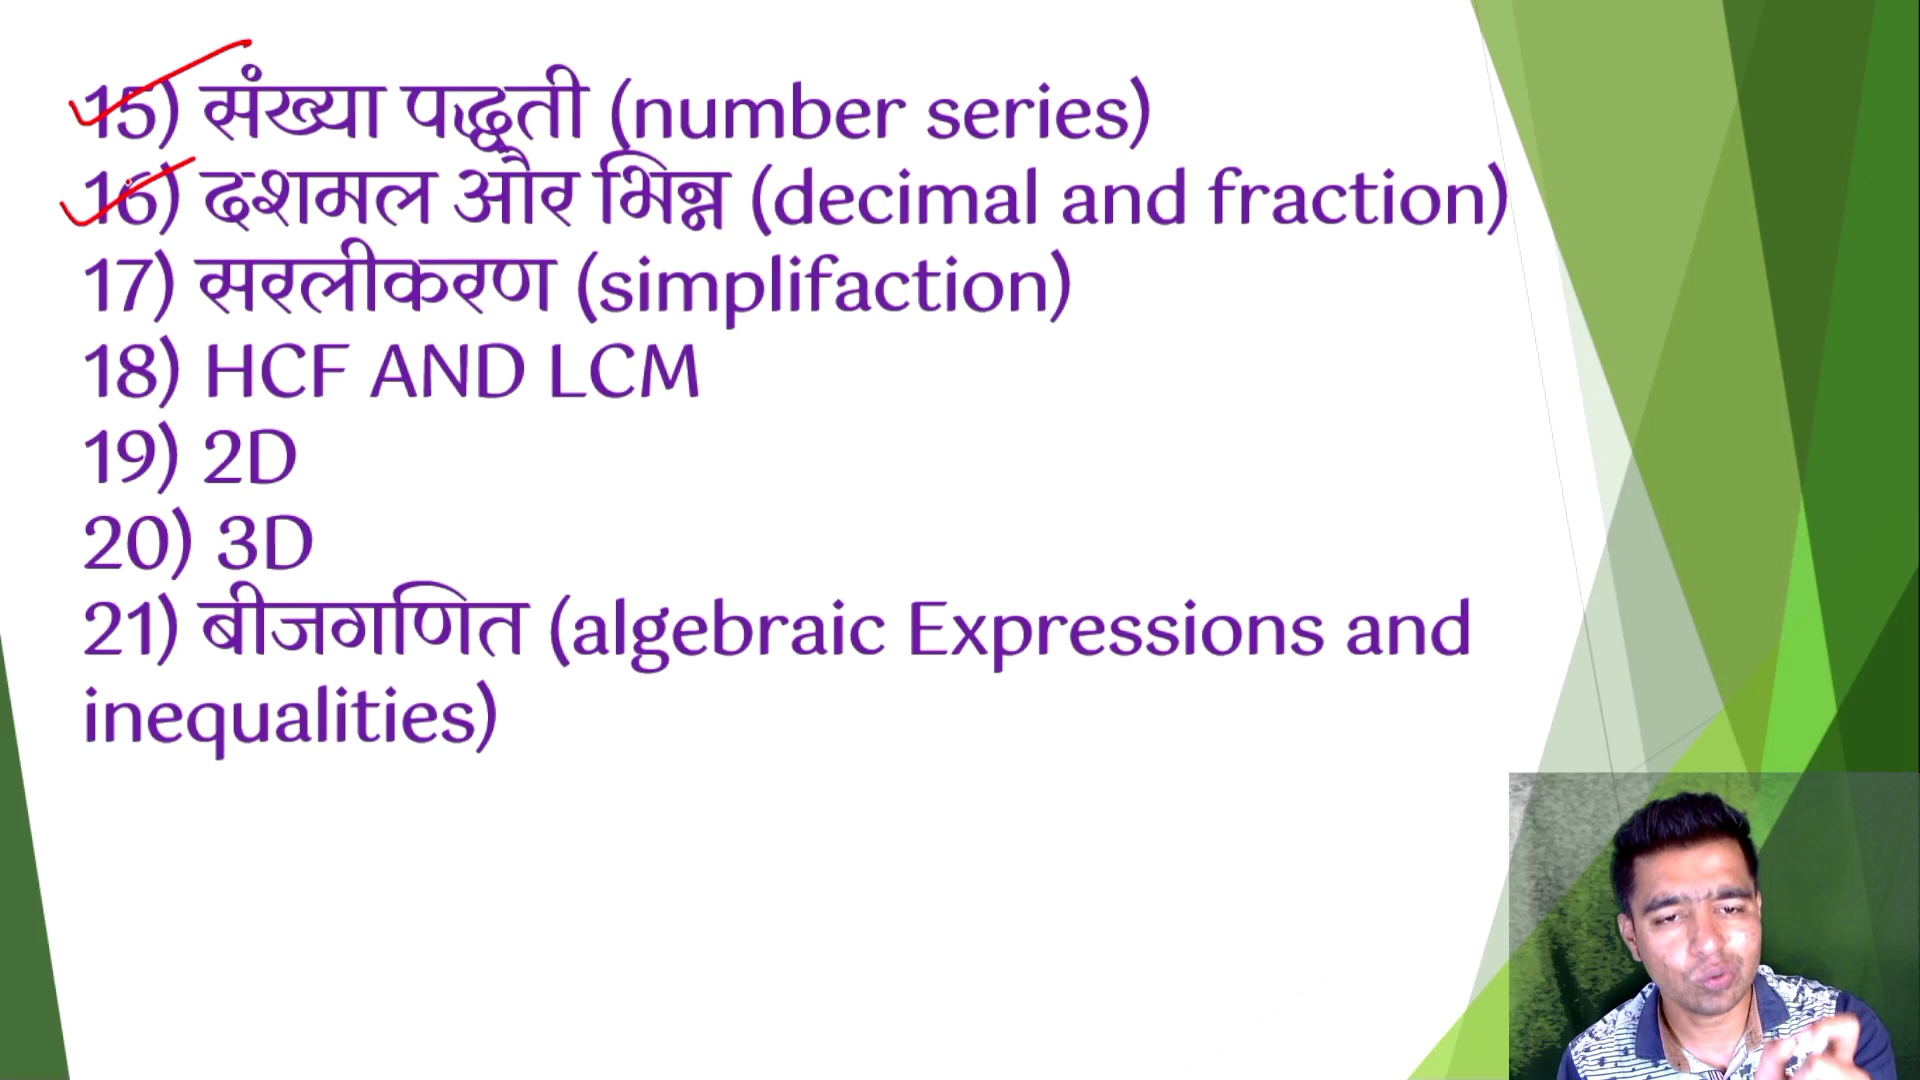 15) संख्या पद्धती (number series)
16) दशमल और भिन्न (decimal and fraction)
17) सरलीकरण (simplifaction)
18) HCF AND LCM
19) 2D
20) 3D
21) बीजगणित (algebraic Expressions and
inequalities)